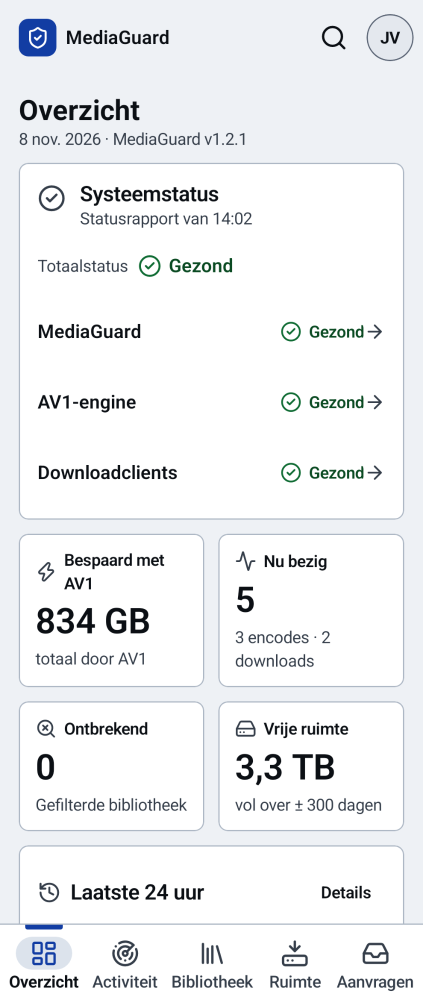 MediaGuard
JV
Overzicht
8 nov. 2026 · MediaGuard v1.2.1
Systeemstatus
Statusrapport van 14:02
Totaalstatus Gezond
MediaGuard Gezond
AV1-engine Gezond
Downloadclients Gezond
Bespaard met
AV1
834 GB
totaal door AV1
Nu bezig
5
3 encodes · 2
downloads
Ontbrekend
0
Gefilterde bibliotheek
Vrije ruimte
3,3 TB
vol over ± 300 dagen
Laatste 24 uur
Details
Overzicht Activiteit Bibliotheek Ruimte Aanvragen